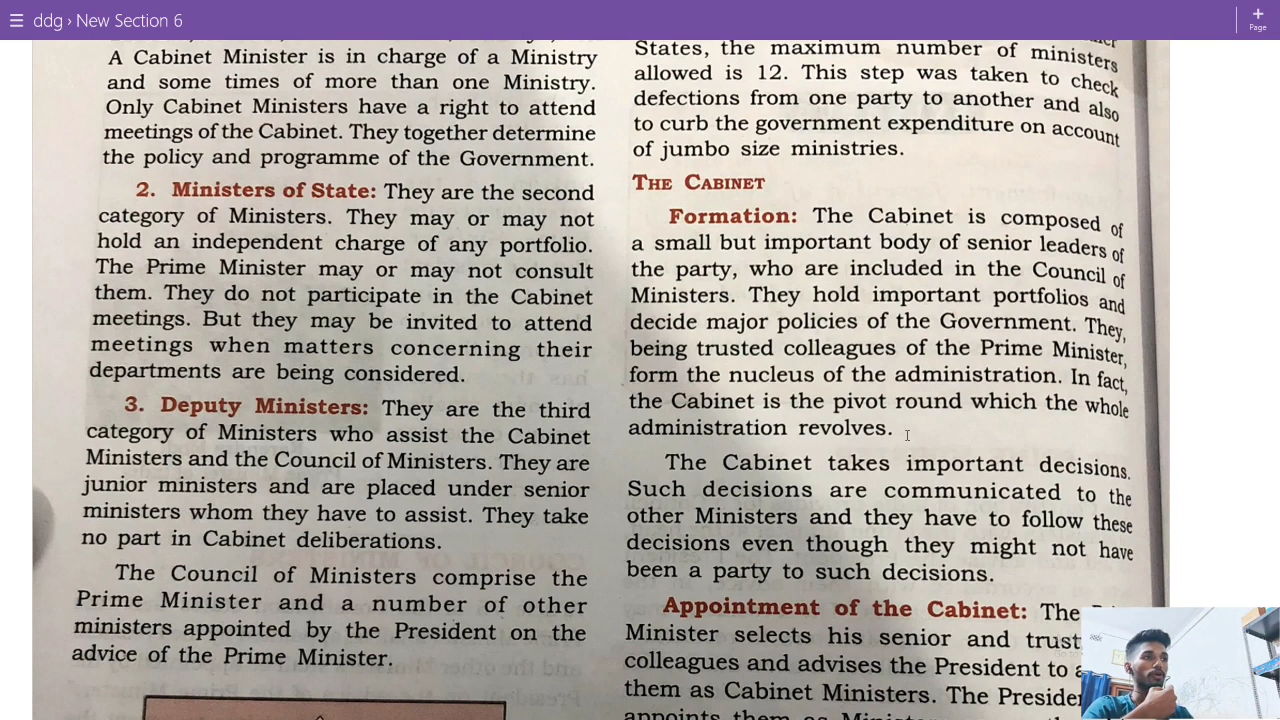 ddg › New Section 6
Page
A Cabinet Minister is in charge of a Ministry
and some times of more than one Ministry.
Only Cabinet Ministers have a right to attend
meetings of the Cabinet. They together determine
the policy and programme of the Government.
2. Ministers of State: They are the second
category of Ministers. They may or may not
hold an independent charge of any portfolio.
The Prime Minister may or may not consult
them. They do not participate in the Cabinet
meetings. But they may be invited to attend
meetings when matters concerning their
departments are being considered.
3. Deputy Ministers: They are the third
category of Ministers who assist the Cabinet
Ministers and the Council of Ministers. They are
junior ministers and are placed under senior
ministers whom they have to assist. They take
no part in Cabinet deliberations.
The Council of Ministers comprise the
Prime Minister and a number of other
ministers appointed by the President on the
advice of the Prime Minister.
States, the maximum number of ministers
allowed is 12. This step was taken to check
defections from one party to another and also
to curb the government expenditure on account
of jumbo size ministries.
THE CABINET
Formation: The Cabinet is composed of
a small but important body of senior leaders of
the party, who are included in the Council of
Ministers. They hold important portfolios and
decide major policies of the Government. They,
being trusted colleagues of the Prime Minister,
form the nucleus of the administration. In fact,
the Cabinet is the pivot round which the whole
administration revolves.
The Cabinet takes important decisions.
Such decisions are communicated to the
other Ministers and they have to follow these
decisions even though they might not have
been a party to such decisions.
Appointment of the Cabinet: The
Minister selects his senior and trust
colleagues and advises the President to a
them as Cabinet Ministers. The Presiden
appoints them as Ministers